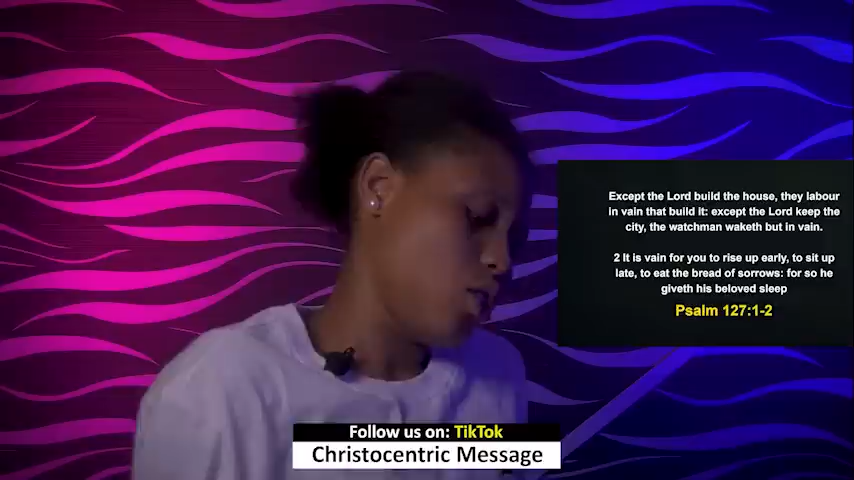 Except the Lord build the house, they labour
in vain that build it: except the Lord keep the
city, the watchman waketh but in vain.
2 It is vain for you to rise up early, to sit up
late, to eat the bread of sorrows: for so he
giveth his beloved sleep
Psalm 127:1-2
Follow us on: TikTok
Christocentric Message